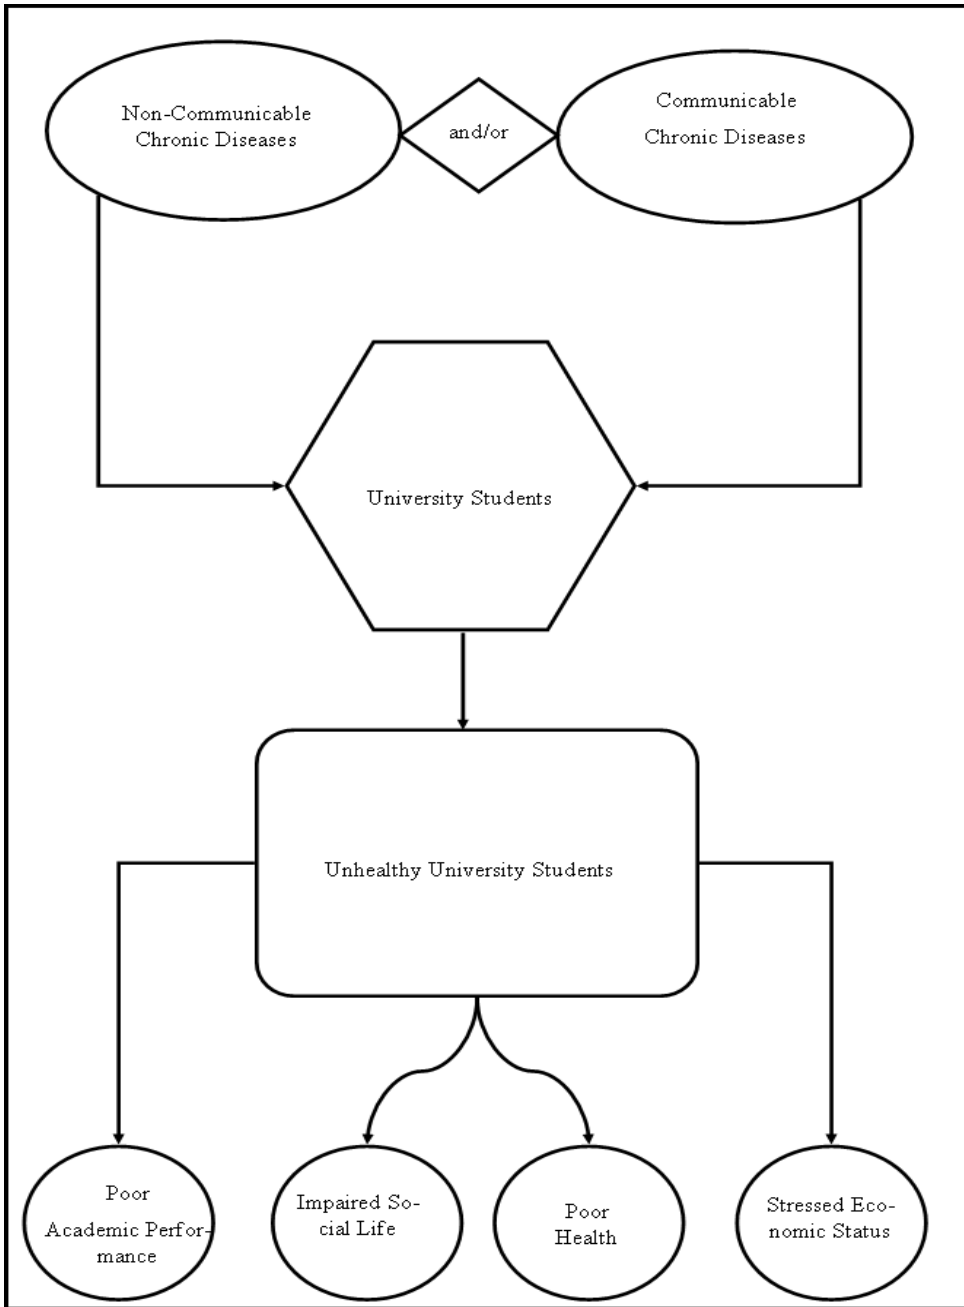 Non-Communicable
Chronic Diseases
and/or
Communicable
Chronic Diseases
University Students
Unhealthy University Students
Poor
Academic Perfor-
mance
Impaired So-
cial Life
Poor
Health
Stressed Eco-
nomic Status